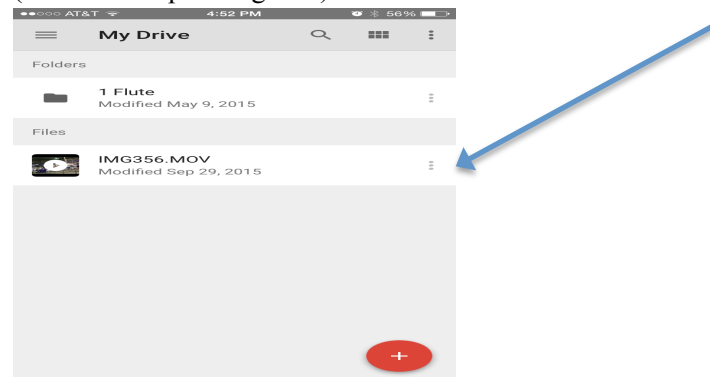 ●●○○○ AT&T 4:52 PM 56%
My Drive
Folders
1 Flute
Modified May 9, 2015
Files
IMG356.MOV
Modified Sep 29, 2015
+